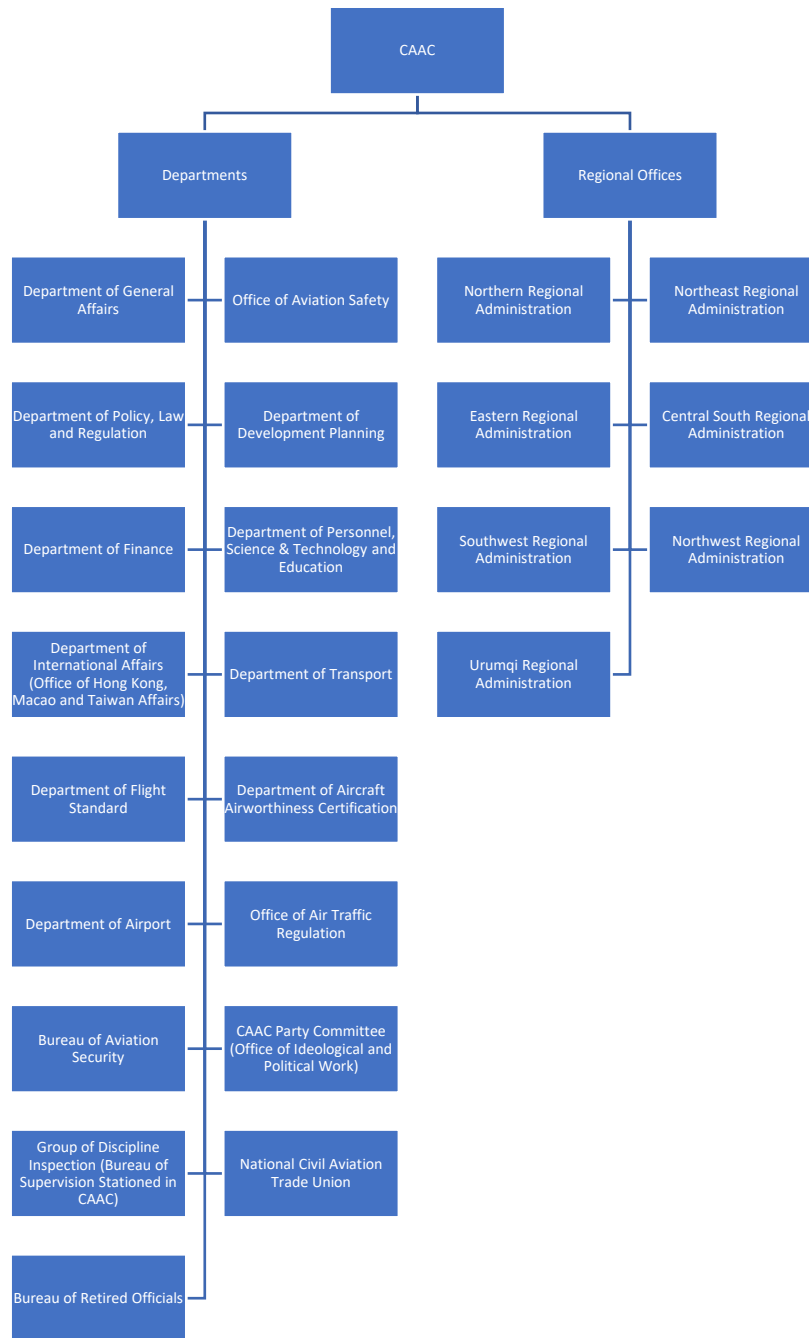 CAAC
Departments
Regional Offices
Department of General
Affairs
Office of Aviation Safety
Northern Regional
Administration
Northeast Regional
Administration
Department of Policy, Law
and Regulation
Department of
Development Planning
Eastern Regional
Administration
Central South Regional
Administration
Department of Finance
Department of Personnel,
Science & Technology and
Education
Southwest Regional
Administration
Northwest Regional
Administration
Department of
International Affairs
(Office of Hong Kong,
Macao and Taiwan Affairs)
Department of Transport
Urumqi Regional
Administration
Department of Flight
Standard
Department of Aircraft
Airworthiness Certification
Department of Airport
Office of Air Traffic
Regulation
Bureau of Aviation
Security
CAAC Party Committee
(Office of Ideological and
Political Work)
Group of Discipline
Inspection (Bureau of
Supervision Stationed in
CAAC)
National Civil Aviation
Trade Union
Bureau of Retired Officials